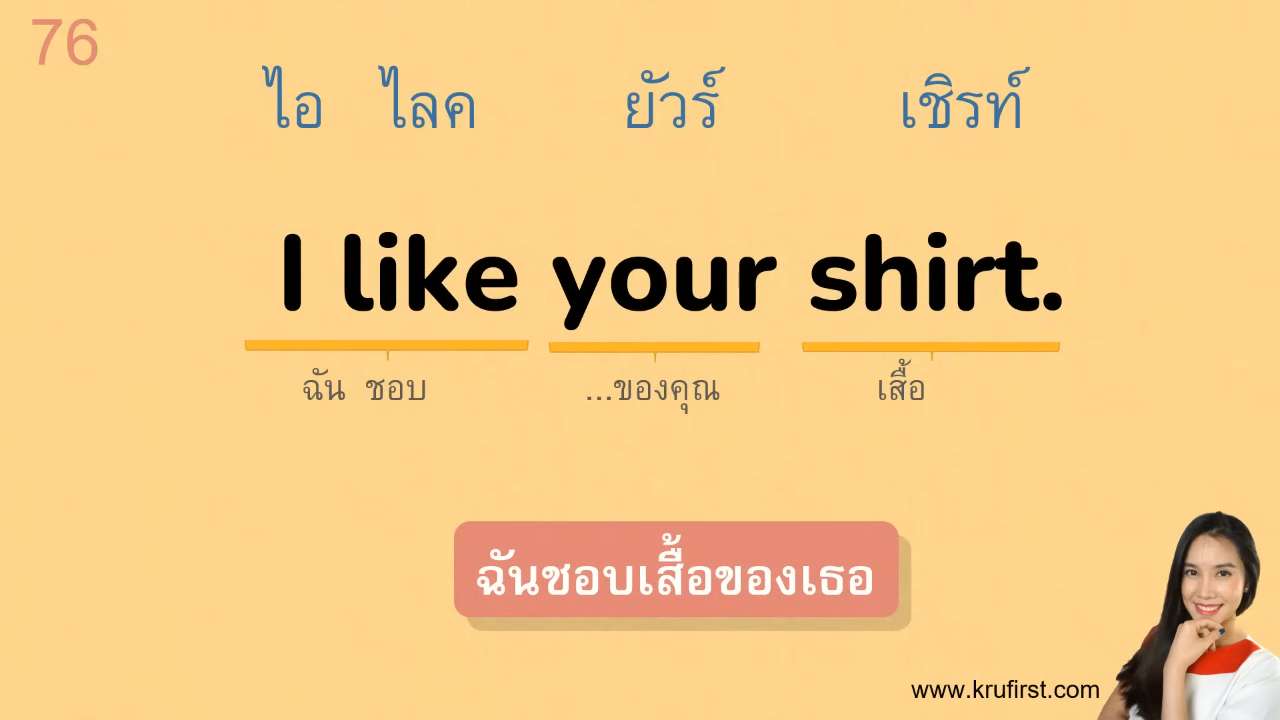 76
ไอ ไลค ยัวร์ เชิรท์
I like your shirt.
ฉัน ชอบ ...ของคุณ เสื้อ
ฉันชอบเสื้อของเธอ
www.krufirst.com